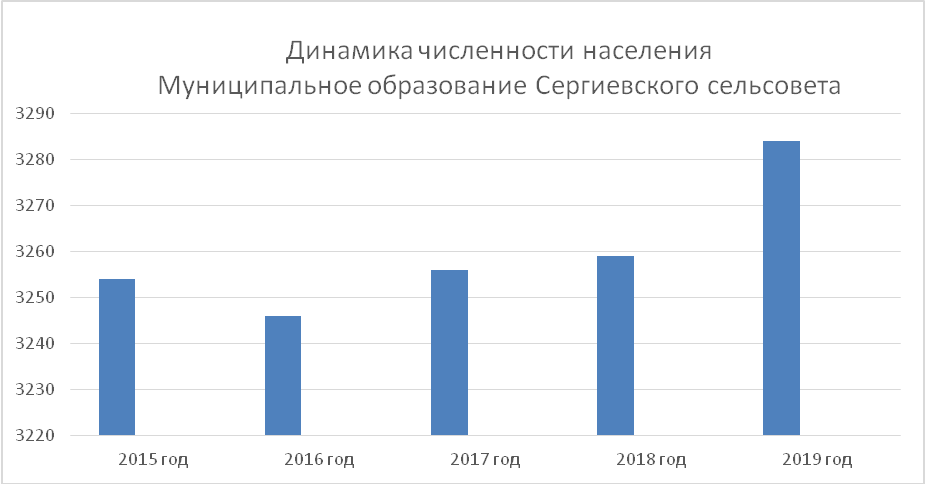 Динамика численности населения
Муниципальное образование Сергиевского сельсовета
3290
3280
3270
3260
3250
3240
3230
3220
2015 год 2016 год 2017 год 2018 год 2019 год